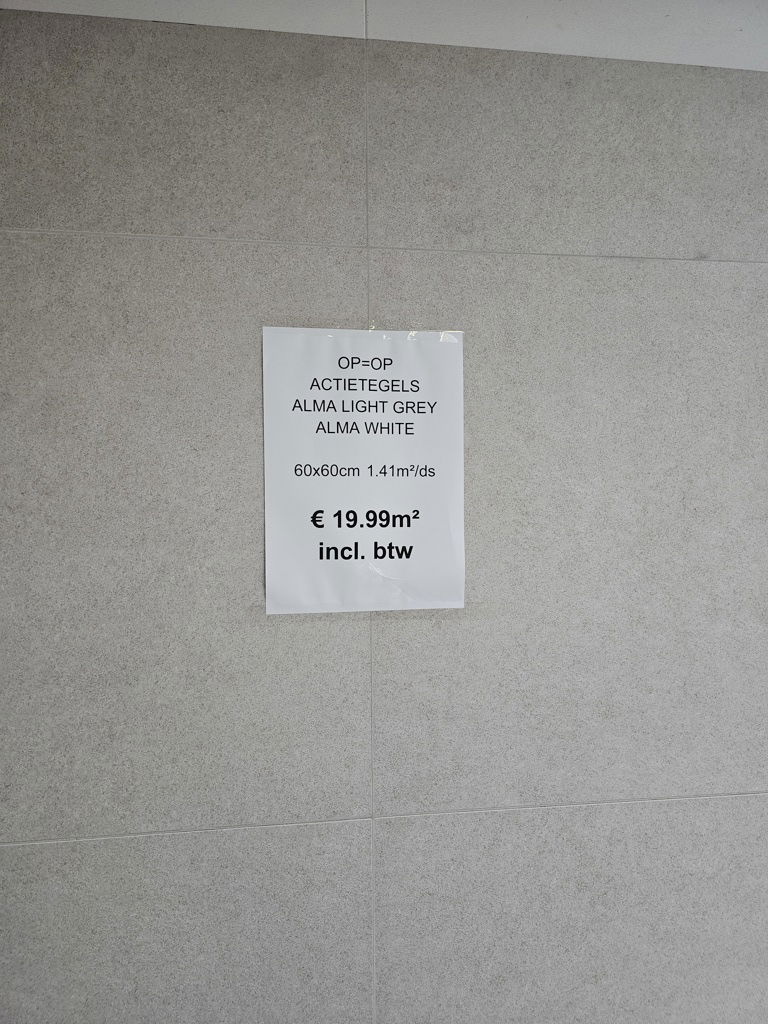 OP=OP
ACTIETEGELS
ALMA LIGHT GREY
ALMA WHITE
60x60cm 1.41m²/ds
€ 19.99m²
incl. btw